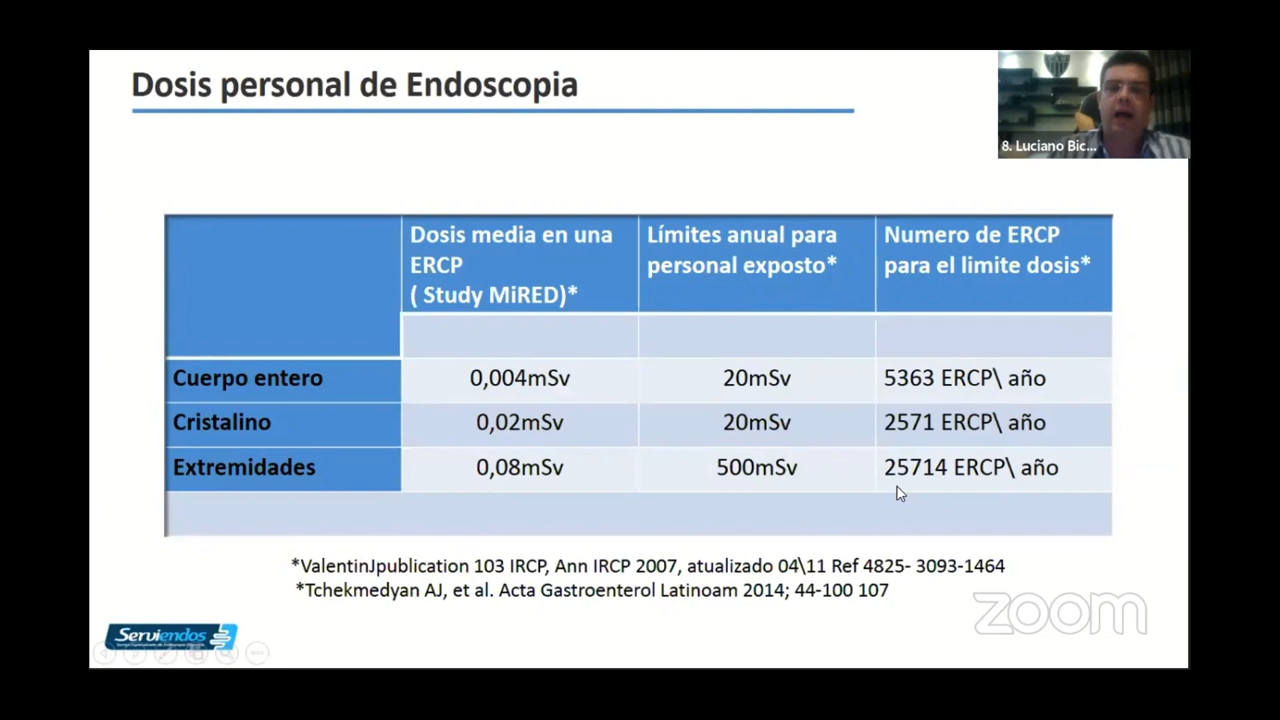 Dosis personal de Endoscopia
8. Luciano Bic...
Dosis media en una
ERCP
( Study MiRED)*
Límites anual para
personal exposto*
Numero de ERCP
para el limite dosis*
Cuerpo entero 0,004mSv 20mSv 5363 ERCP\ año
Cristalino 0,02mSv 20mSv 2571 ERCP\ año
Extremidades 0,08mSv 500mSv 25714 ERCP\ año
*ValentinJpublication 103 IRCP, Ann IRCP 2007, atualizado 04\11 Ref 4825- 3093-1464
*Tchekmedyan AJ, et al. Acta Gastroenterol Latinoam 2014; 44-100 107
Serviendos
zoom